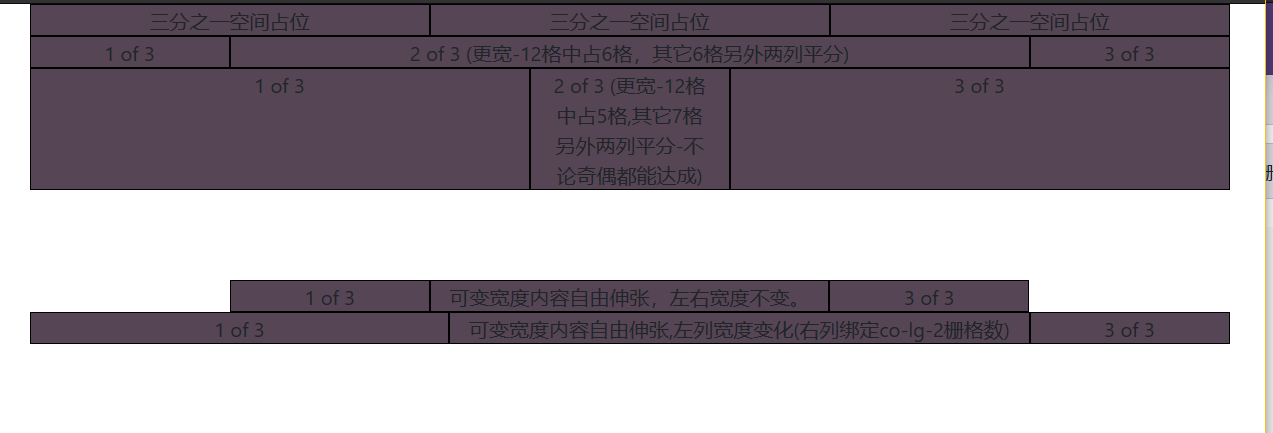 三分之一空间占位 三分之一空间占位 三分之一空间占位
1 of 3 2 of 3 (更宽-12格中占6格，其它6格另外两列平分) 3 of 3
1 of 3 2 of 3 (更宽-12格 3 of 3
中占5格,其它7格
另外两列平分-不
论奇偶都能达成)
1 of 3 可变宽度内容自由伸张，左右宽度不变。 3 of 3
1 of 3 可变宽度内容自由伸张,左列宽度变化(右列绑定co-lg-2栅格数) 3 of 3